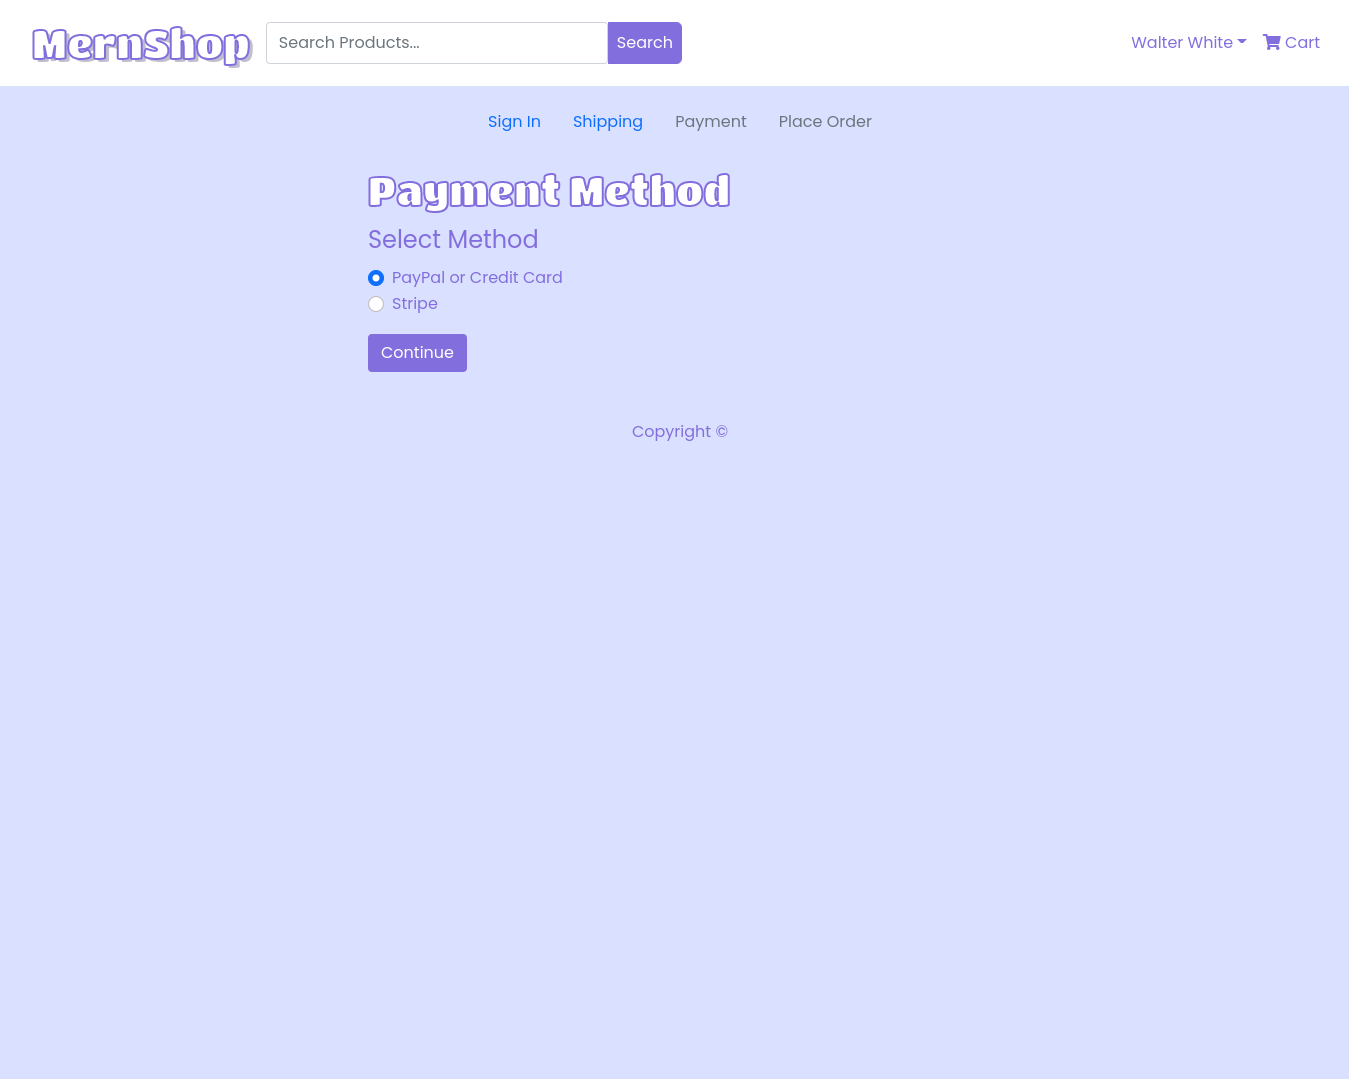 MernShop
Search Products...
Search
Walter White
Cart
Sign In
Shipping
Payment
Place Order
Payment Method
Select Method
PayPal or Credit Card
Stripe
Continue
Copyright ©